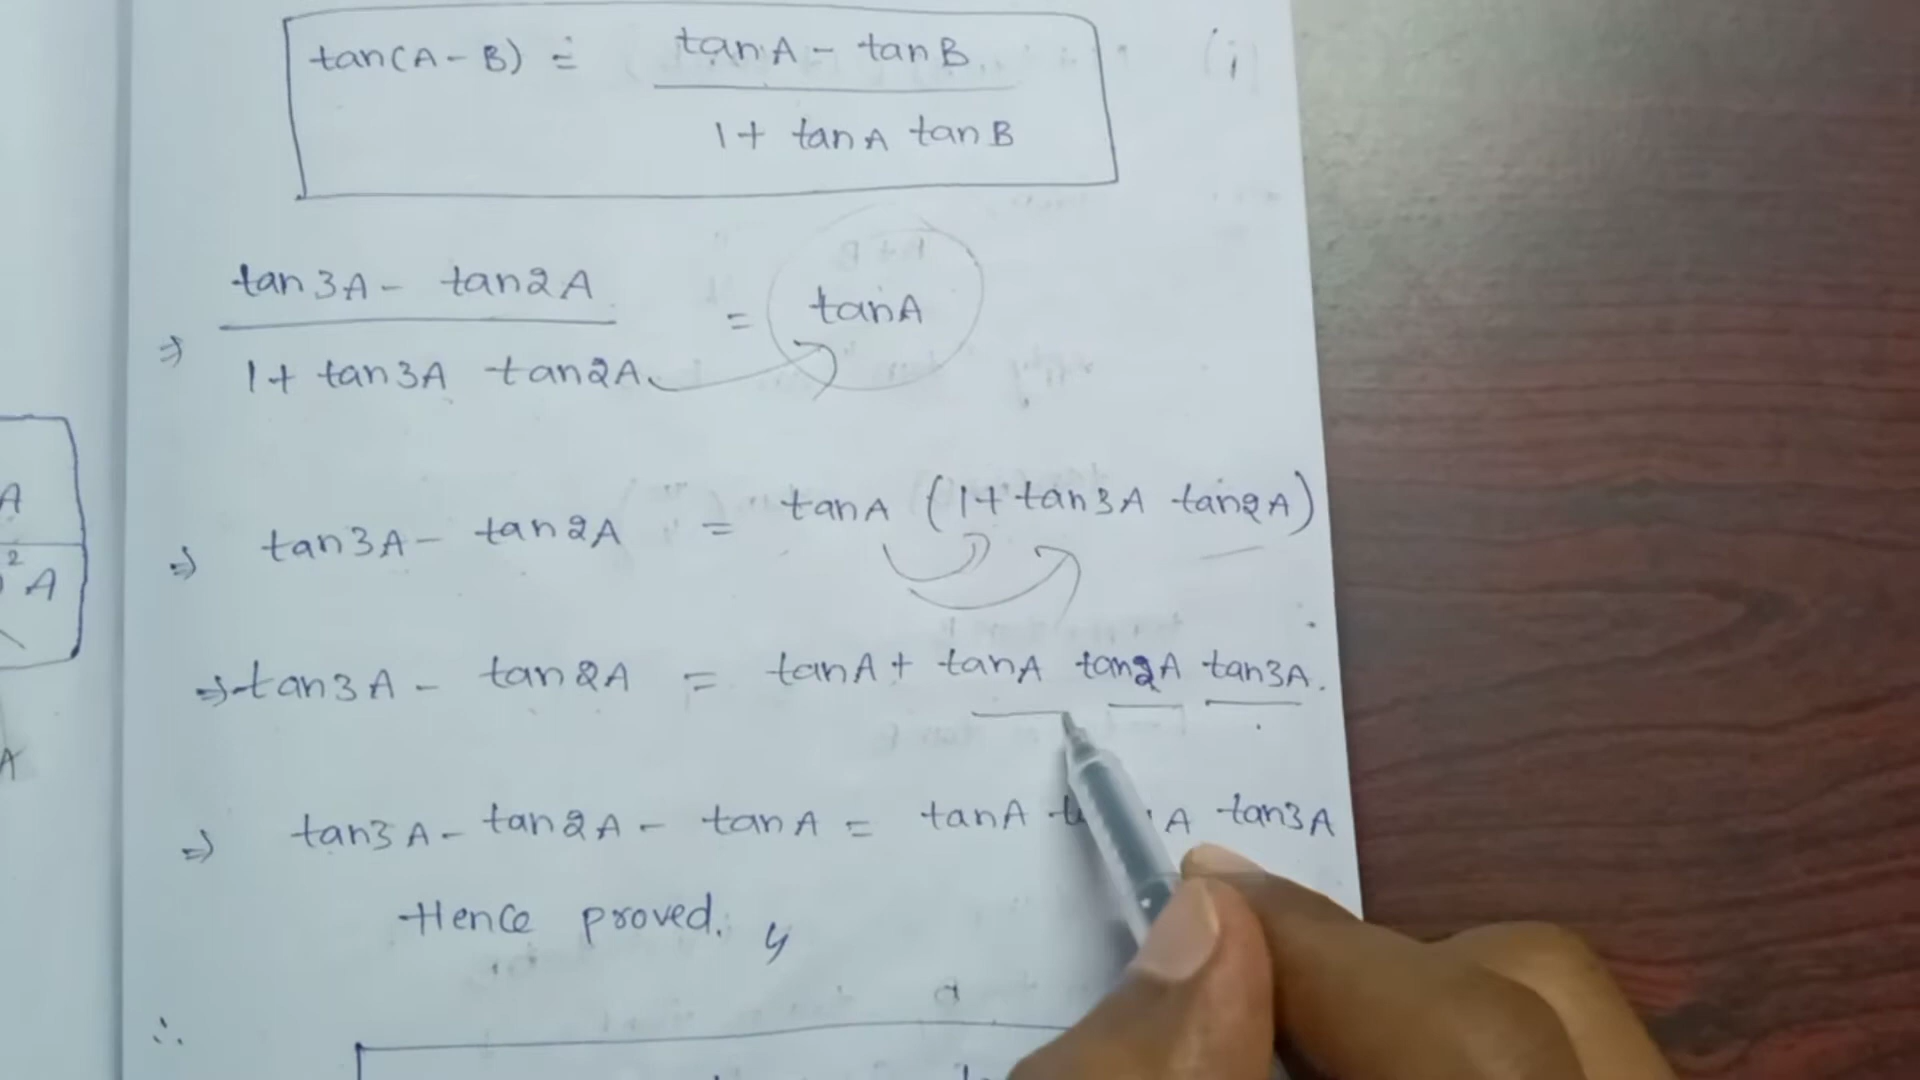 tan(A - B) = tanA - tanB
1 + tanA tanB
tan3A - tan2A
= tanA
⇒
1 + tan3A tan2A
⇒ tan3A - tan2A = tanA (1 + tan3A tan2A)
⇒ tan3A - tan2A = tanA + tanA tan2A tan3A.
⇒ tan3A - tan2A - tanA = tanA A tan3A
Hence proved.
∴
A
2
A
A